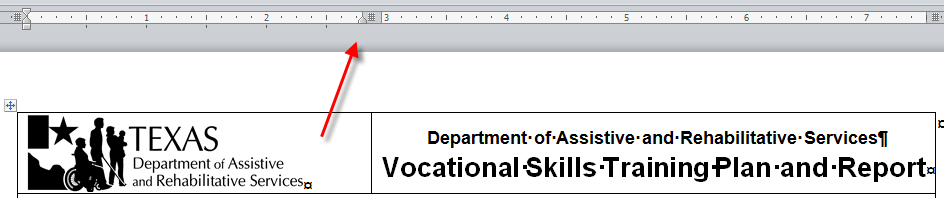 1 2 3 4 5 6 7
TEXAS
Department of Assistive
and Rehabilitative Services¤
Department·of·Assistive·and·Rehabilitative·Services¶
Vocational·Skills·Training·Plan·and·Report¤
¤